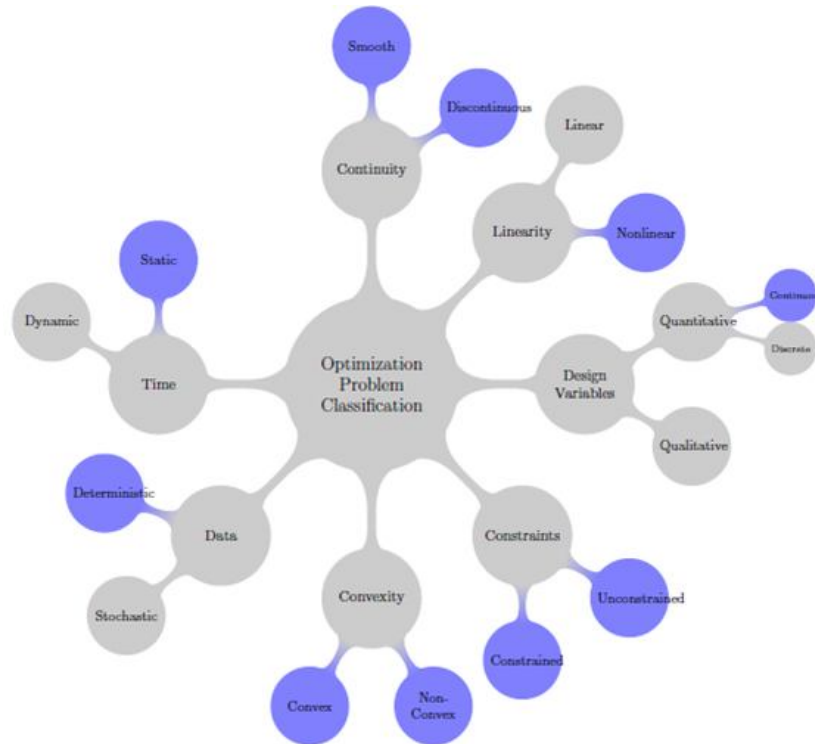 Smooth
Discontinuous
Continuity
Linear
Linearity
Nonlinear
Static
Dynamic
Time
Quantitative
Continuous
Discrete
Design
Variables
Qualitative
Optimization
Problem
Classification
Deterministic
Data
Stochastic
Constraints
Unconstrained
Constrained
Convexity
Convex
Non-
Convex